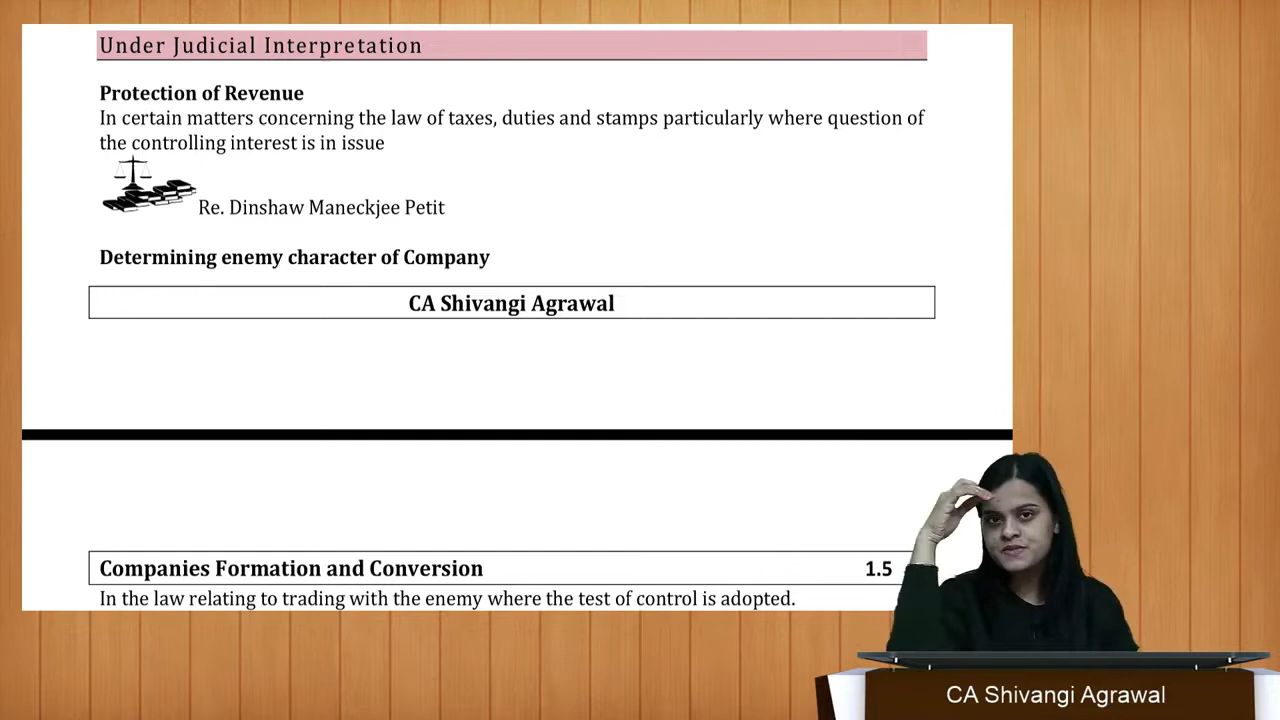 Under Judicial Interpretation
Protection of Revenue
In certain matters concerning the law of taxes, duties and stamps particularly where question of
the controlling interest is in issue
Re. Dinshaw Maneckjee Petit
Determining enemy character of Company
CA Shivangi Agrawal
Companies Formation and Conversion 1.5
In the law relating to trading with the enemy where the test of control is adopted.
CA Shivangi Agrawal